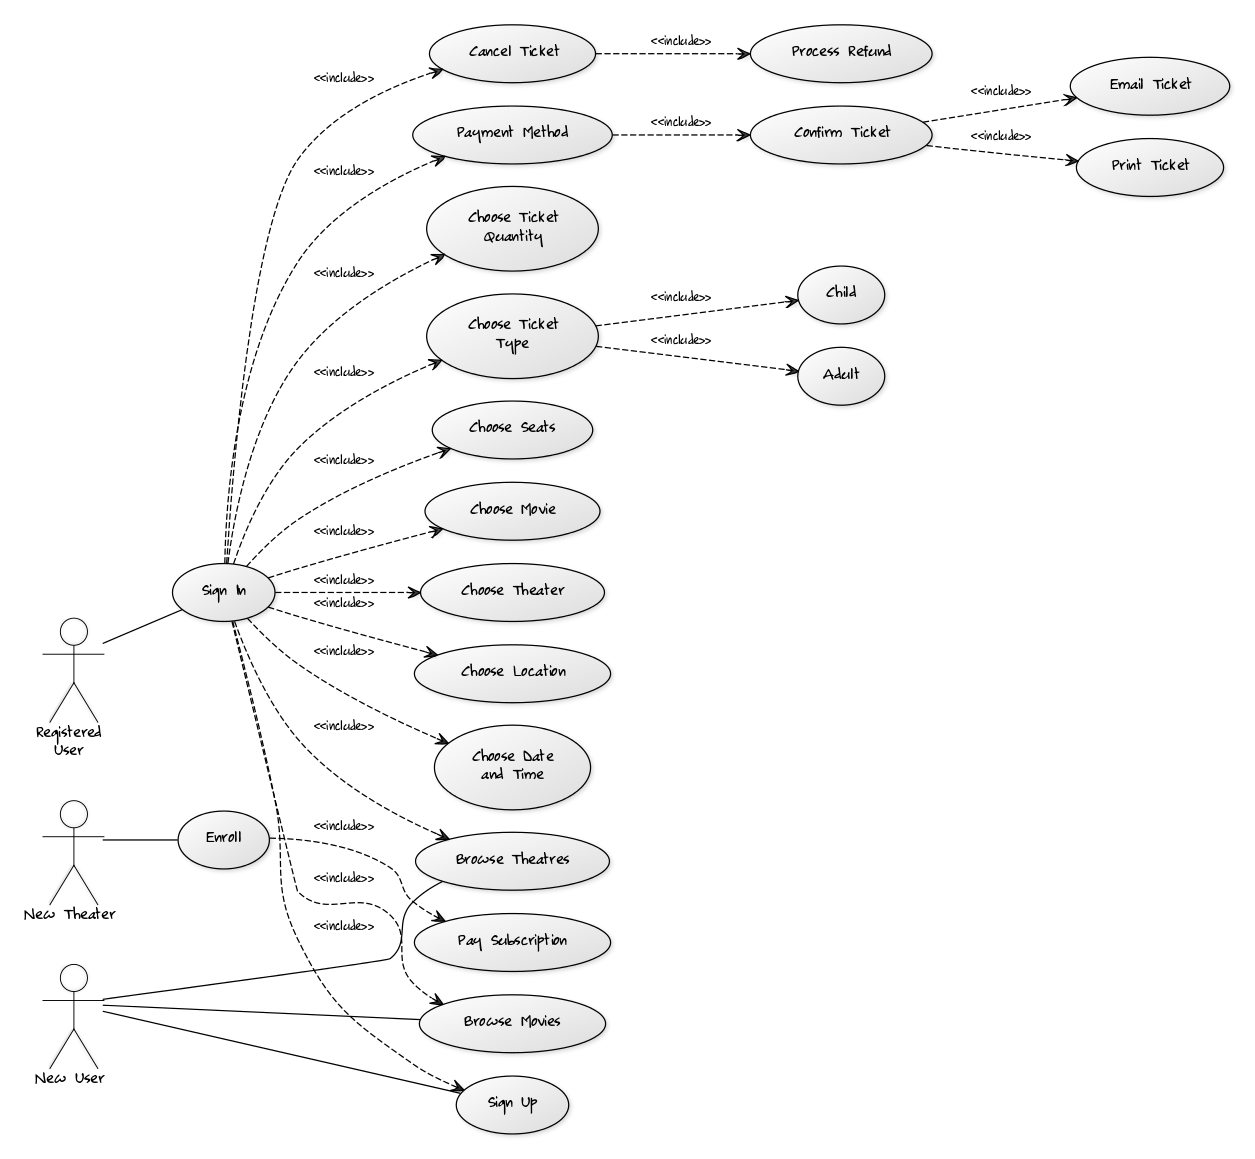 Cancel Ticket
<<include>>
Process Refund
<<include>>
Email Ticket
<<include>>
Payment Method
<<include>>
Confirm Ticket
<<include>>
Print Ticket
<<include>>
Choose Ticket
Quantity
<<include>>
Choose Ticket
Type
<<include>>
Child
<<include>>
Adult
<<include>>
Choose Seats
<<include>>
Choose Movie
<<include>>
Sign In
<<include>>
Choose Theater
<<include>>
Choose Location
<<include>>
Registered
User
<<include>>
Choose Date
and Time
Enroll
<<include>>
Browse Theatres
<<include>>
New Theater
<<include>>
Pay Subscription
Browse Movies
New User
Sign Up